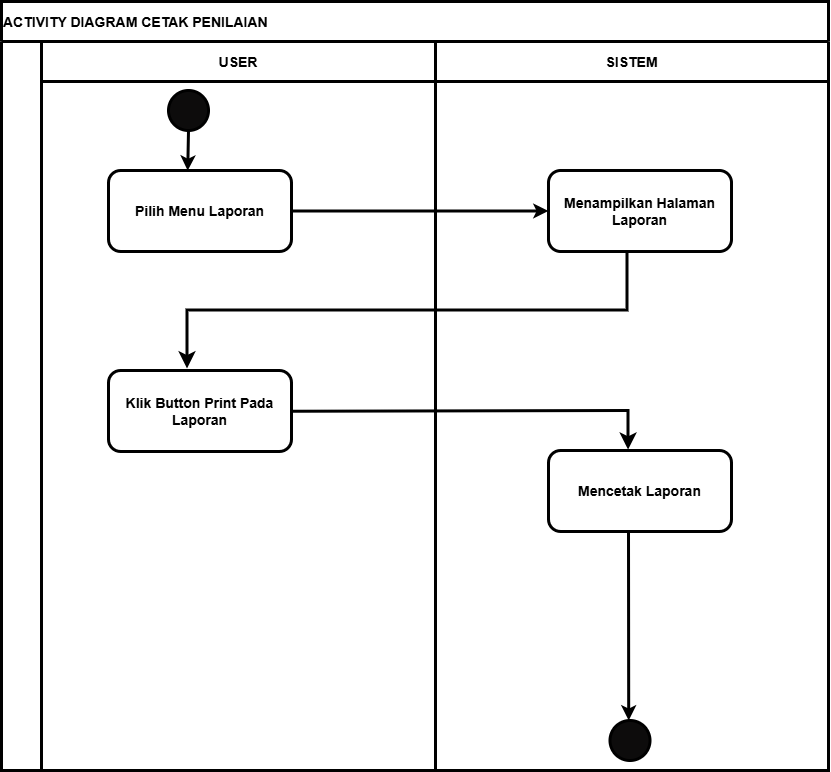 ACTIVITY DIAGRAM CETAK PENILAIAN
USER
SISTEM
Pilih Menu Laporan
Menampilkan Halaman
Laporan
Klik Button Print Pada
Laporan
Mencetak Laporan